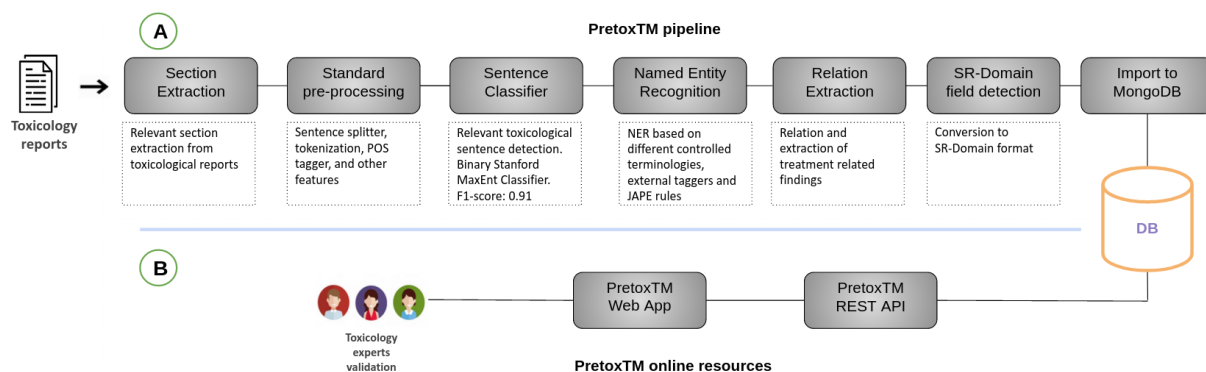 A
PretoxTM pipeline
Toxicology
reports
Section
Extraction
Standard
pre-processing
Sentence
Classifier
Named Entity
Recognition
Relation
Extraction
SR-Domain
field detection
Import to
MongoDB
Relevant section
extraction from
toxicological reports
Sentence splitter,
tokenization, POS
tagger, and other
features
Relevant toxicological
sentence detection.
Binary Stanford
MaxEnt Classifier.
F1-score: 0.91
NER based on
different controlled
terminologies,
external taggers and
JAPE rules
Relation and
extraction of
treatment related
findings
Conversion to
SR-Domain format
DB
B
Toxicology
experts
validation
PretoxTM
Web App
PretoxTM
REST API
PretoxTM online resources